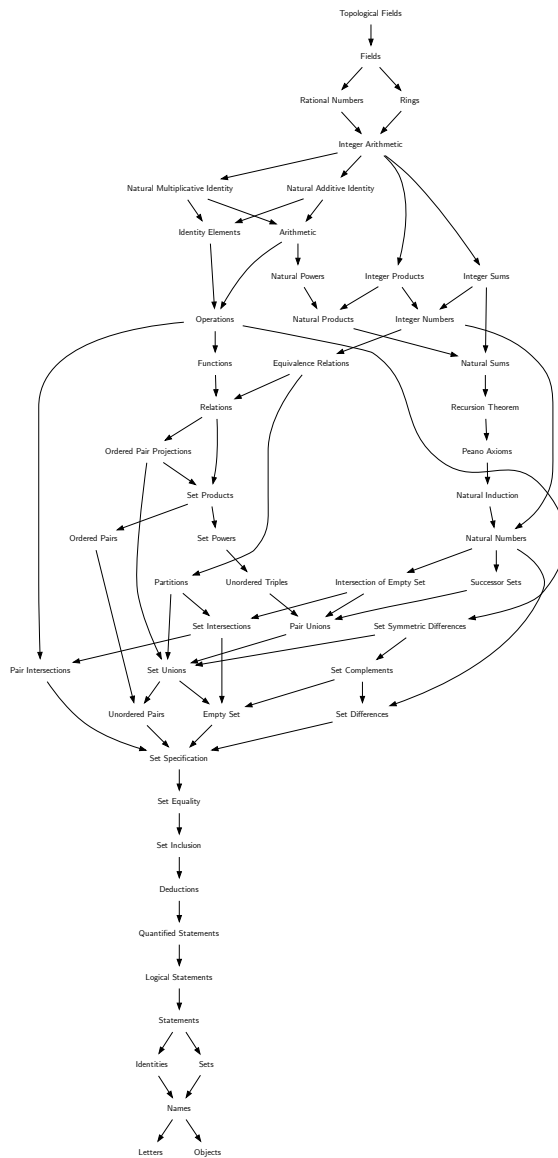 Topological Fields
Fields
Rational Numbers
Rings
Integer Arithmetic
Natural Multiplicative Identity
Natural Additive Identity
Identity Elements
Arithmetic
Natural Powers
Integer Products
Integer Sums
Operations
Natural Products
Integer Numbers
Functions
Equivalence Relations
Natural Sums
Relations
Recursion Theorem
Ordered Pair Projections
Peano Axioms
Set Products
Natural Induction
Ordered Pairs
Set Powers
Natural Numbers
Partitions
Unordered Triples
Intersection of Empty Set
Successor Sets
Set Intersections
Pair Unions
Set Symmetric Differences
Pair Intersections
Set Unions
Set Complements
Unordered Pairs
Empty Set
Set Differences
Set Specification
Set Equality
Set Inclusion
Deductions
Quantified Statements
Logical Statements
Statements
Identities
Sets
Names
Letters
Objects